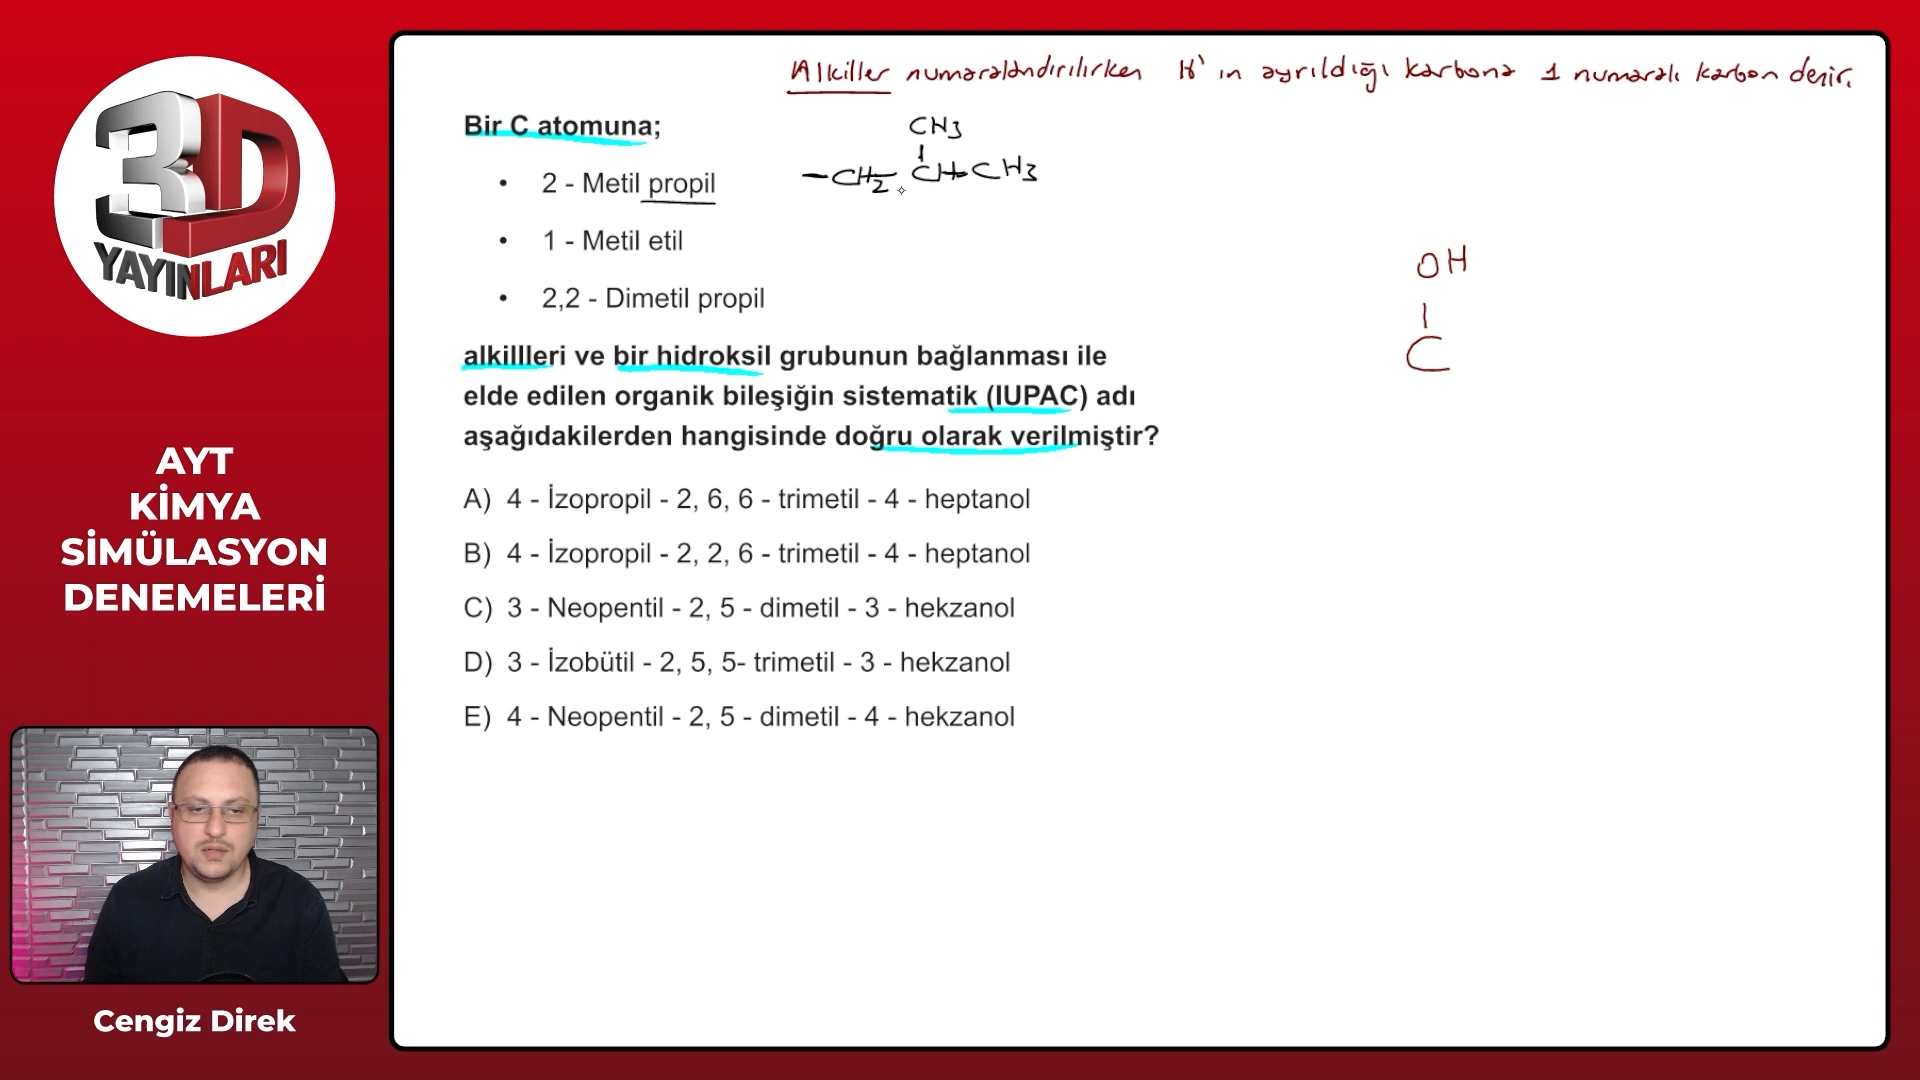 3D
YAYINLARI
AYT
KİMYA
SİMÜLASYON
DENEMELERİ
Cengiz Direk
Alkiller numaralandırılırken H' ın ayrıldığı karbona 1 numaralı karbon denir.
Bir C atomuna;
• 2 - Metil propil
• 1 - Metil etil
• 2,2 - Dimetil propil
CH3
-CH2 CH-CH3
OH
C
alkillleri ve bir hidroksil grubunun bağlanması ile
elde edilen organik bileşiğin sistematik (IUPAC) adı
aşağıdakilerden hangisinde doğru olarak verilmiştir?
A) 4 - İzopropil - 2, 6, 6 - trimetil - 4 - heptanol
B) 4 - İzopropil - 2, 2, 6 - trimetil - 4 - heptanol
C) 3 - Neopentil - 2, 5 - dimetil - 3 - hekzanol
D) 3 - İzobütil - 2, 5, 5- trimetil - 3 - hekzanol
E) 4 - Neopentil - 2, 5 - dimetil - 4 - hekzanol